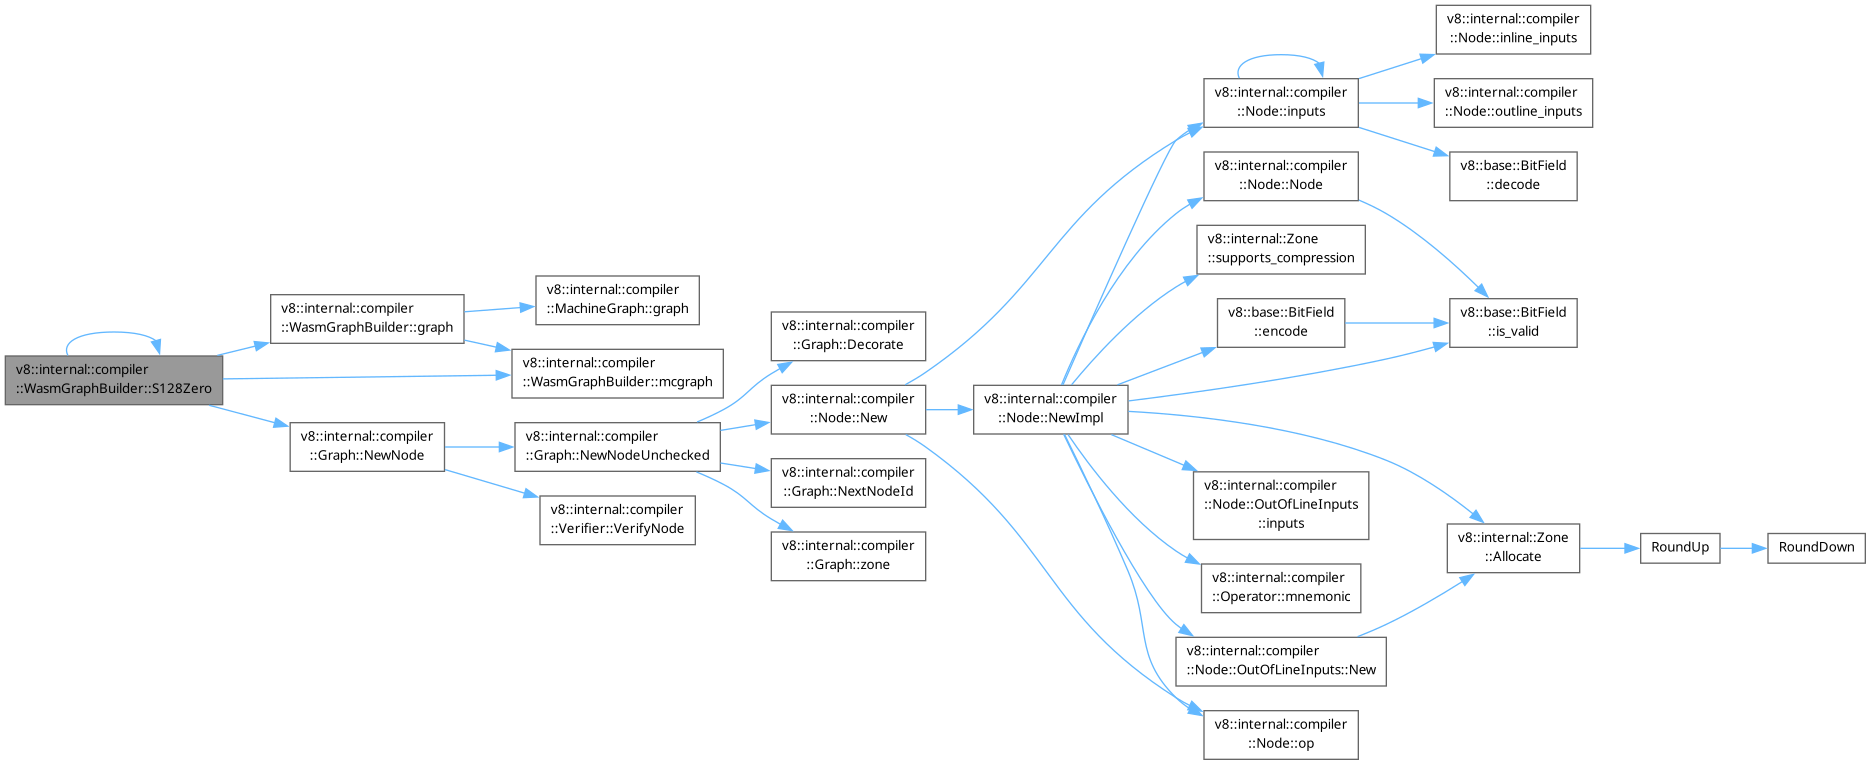 v8::internal::compiler
::WasmGraphBuilder::S128Zero
v8::internal::compiler
::WasmGraphBuilder::graph
v8::internal::compiler
::MachineGraph::graph
v8::internal::compiler
::WasmGraphBuilder::mcgraph
v8::internal::compiler
::Graph::NewNode
v8::internal::compiler
::Graph::NewNodeUnchecked
v8::internal::compiler
::Verifier::VerifyNode
v8::internal::compiler
::Graph::Decorate
v8::internal::compiler
::Node::New
v8::internal::compiler
::Graph::NextNodeId
v8::internal::compiler
::Graph::zone
v8::internal::compiler
::Node::NewImpl
v8::internal::compiler
::Node::inputs
v8::internal::compiler
::Node::Node
v8::internal::Zone
::supports_compression
v8::base::BitField
::encode
v8::internal::compiler
::Node::OutOfLineInputs
::inputs
v8::internal::compiler
::Operator::mnemonic
v8::internal::compiler
::Node::OutOfLineInputs::New
v8::internal::compiler
::Node::op
v8::internal::compiler
::Node::inline_inputs
v8::internal::compiler
::Node::outline_inputs
v8::base::BitField
::decode
v8::base::BitField
::is_valid
v8::internal::Zone
::Allocate
RoundUp
RoundDown